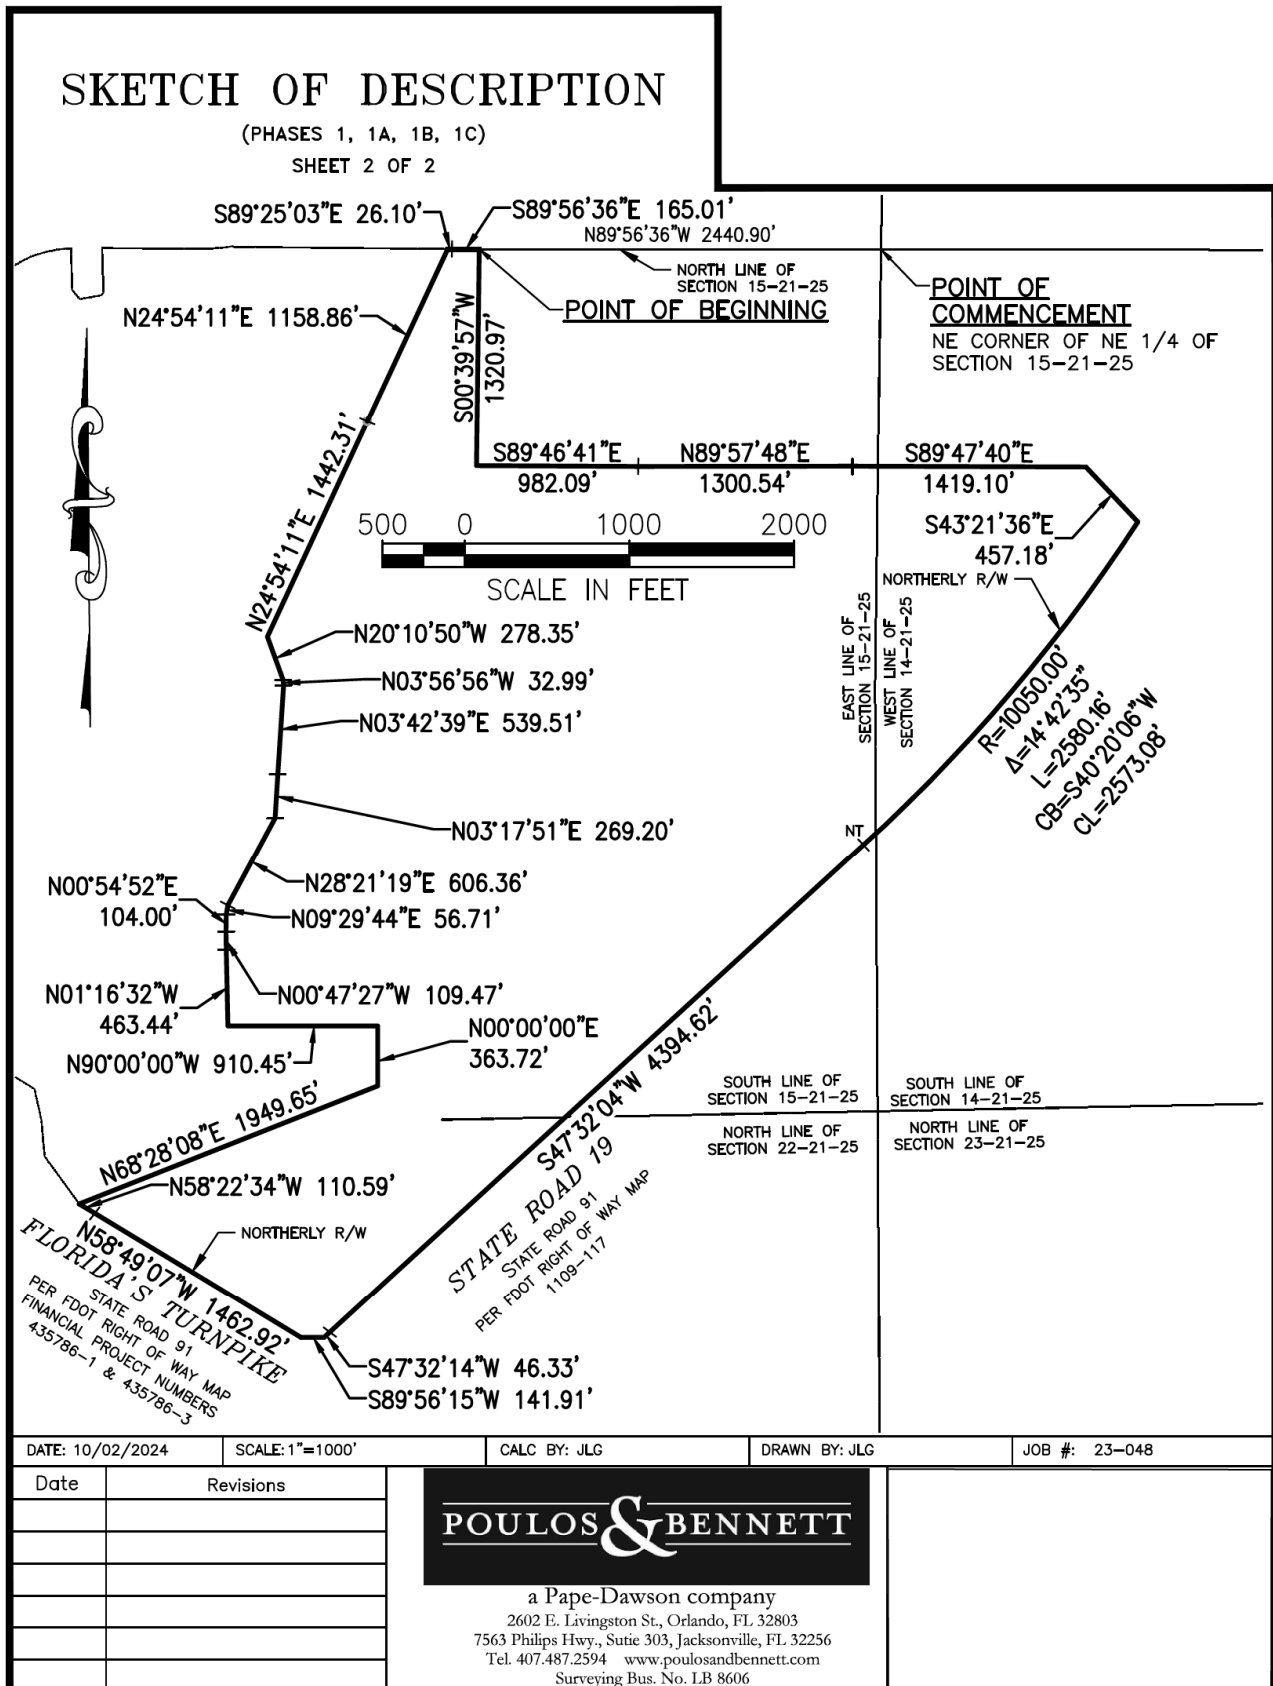 SKETCH OF DESCRIPTION
(PHASES 1, 1A, 1B, 1C)
SHEET 2 OF 2
S89°25'03"E 26.10'
S89°56'36"E 165.01'
N89°56'36"W 2440.90'
NORTH LINE OF
SECTION 15-21-25
POINT OF BEGINNING
POINT OF
COMMENCEMENT
NE CORNER OF NE 1/4 OF
SECTION 15-21-25
N24°54'11"E 1158.86'
S00°39'57"W
1320.97'
N24°54'11"E 1442.31'
S89°46'41"E
982.09'
N89°57'48"E
1300.54'
S89°47'40"E
1419.10'
S43°21'36"E
457.18'
500 0 1000 2000
SCALE IN FEET
NORTHERLY R/W
EAST LINE OF
SECTION 15-21-25
WEST LINE OF
SECTION 14-21-25
N20°10'50"W 278.35'
N03°56'56"W 32.99'
N03°42'39"E 539.51'
R=10050.00'
Δ=14°42'35"
L=2580.16'
CB=S40°20'06"W
CL=2573.08'
N03°17'51"E 269.20'
NT
N28°21'19"E 606.36'
N00°54'52"E
104.00'
N09°29'44"E 56.71'
N01°16'32"W
463.44'
N00°47'27"W 109.47'
N00°00'00"E
363.72'
N90°00'00"W 910.45'
S47°32'04"W 4394.62'
SOUTH LINE OF
SECTION 15-21-25
SOUTH LINE OF
SECTION 14-21-25
NORTH LINE OF
SECTION 22-21-25
NORTH LINE OF
SECTION 23-21-25
N68°28'08"E 1949.65'
N58°22'34"W 110.59'
STATE ROAD 19
STATE ROAD 91
PER FDOT RIGHT OF WAY MAP
1109-117
NORTHERLY R/W
N58°49'07"W 1462.92'
FLORIDA'S TURNPIKE
STATE ROAD 91
PER FDOT RIGHT OF WAY MAP
FINANCIAL PROJECT NUMBERS
435786-1 & 435786-3
S47°32'14"W 46.33'
S89°56'15"W 141.91'
DATE: 10/02/2024 SCALE: 1"=1000' CALC BY: JLG DRAWN BY: JLG JOB #: 23-048
Date Revisions
POULOS & BENNETT
a Pape-Dawson company
2602 E. Livingston St., Orlando, FL 32803
7563 Philips Hwy., Sutie 303, Jacksonville, FL 32256
Tel. 407.487.2594 www.poulosandbennett.com
Surveying Bus. No. LB 8606